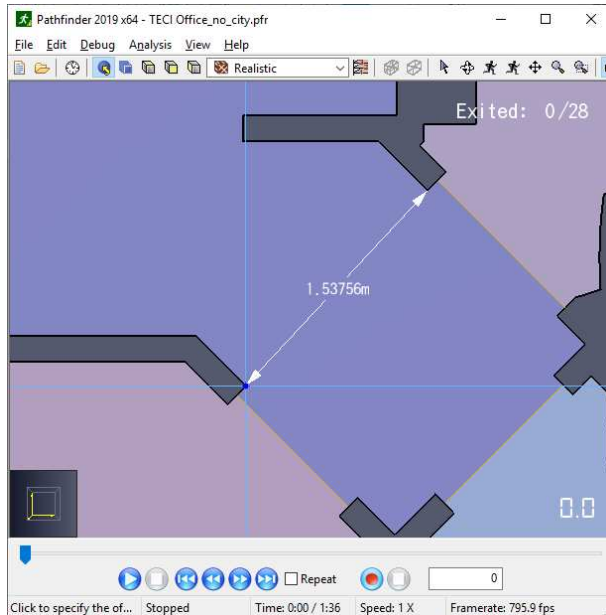 Pathfinder 2019 x64 - TECI Office_no_city.pfr
File Edit Debug Analysis View Help
Realistic
Exited: 0/28
1.53756m
0.0
Repeat
0
Click to specify the of... Stopped Time: 0:00 / 1:36 Speed: 1 X Framerate: 795.9 fps